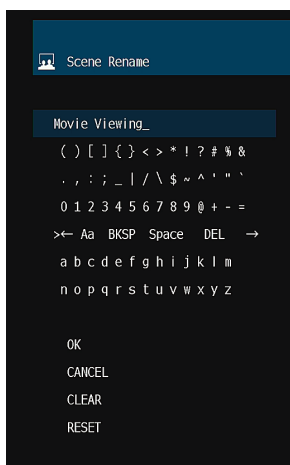 Scene Rename
Movie Viewing_
( ) [ ] { } < > * ! ? # % &
. , : ; _ | / \ $ ~ ^ ' " `
0 1 2 3 4 5 6 7 8 9 @ + - =
>← Aa BKSP Space DEL →
a b c d e f g h i j k l m
n o p q r s t u v w x y z
OK
CANCEL
CLEAR
RESET